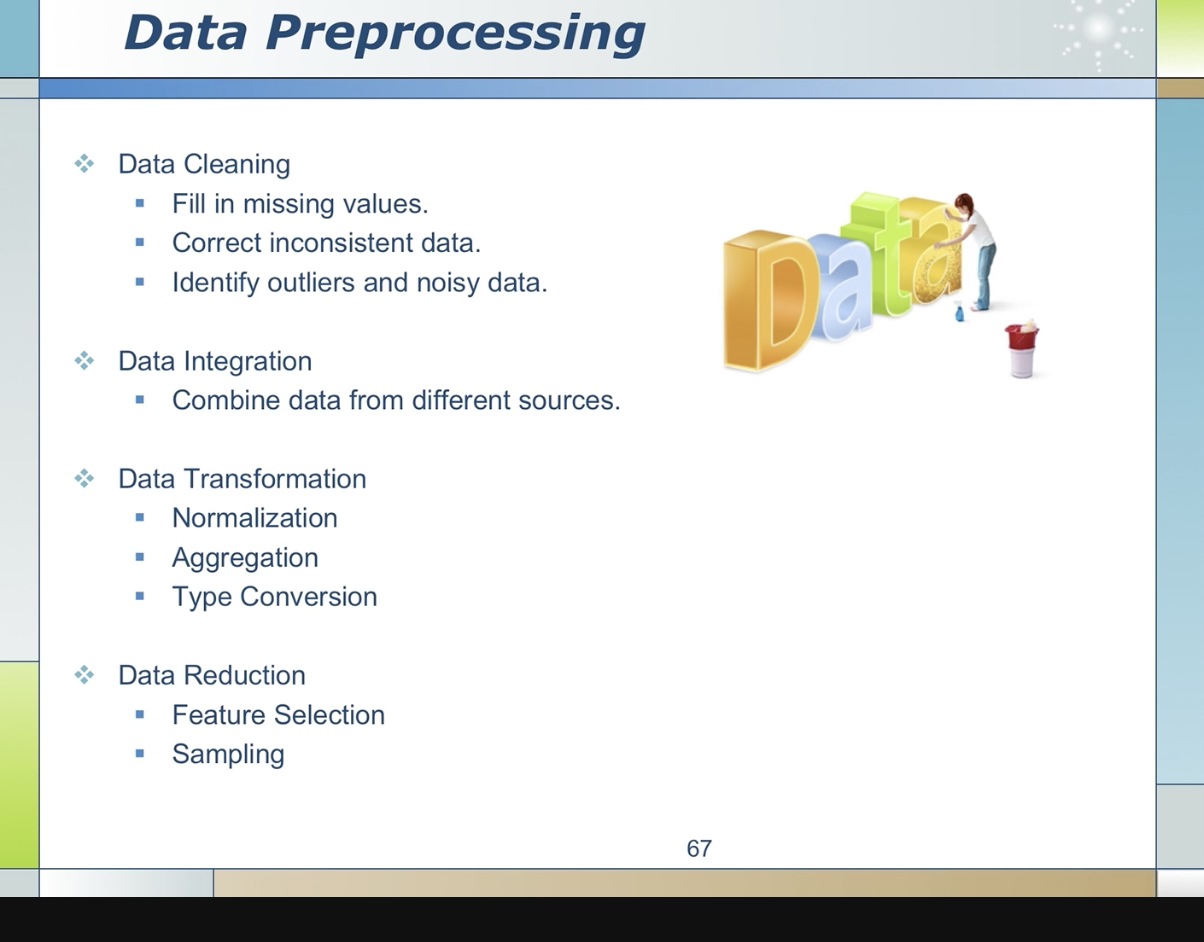 Data Preprocessing
Data Cleaning
Fill in missing values.
Correct inconsistent data.
Identify outliers and noisy data.
Data
Data Integration
Combine data from different sources.
Data Transformation
Normalization
Aggregation
Type Conversion
Data Reduction
Feature Selection
Sampling
67